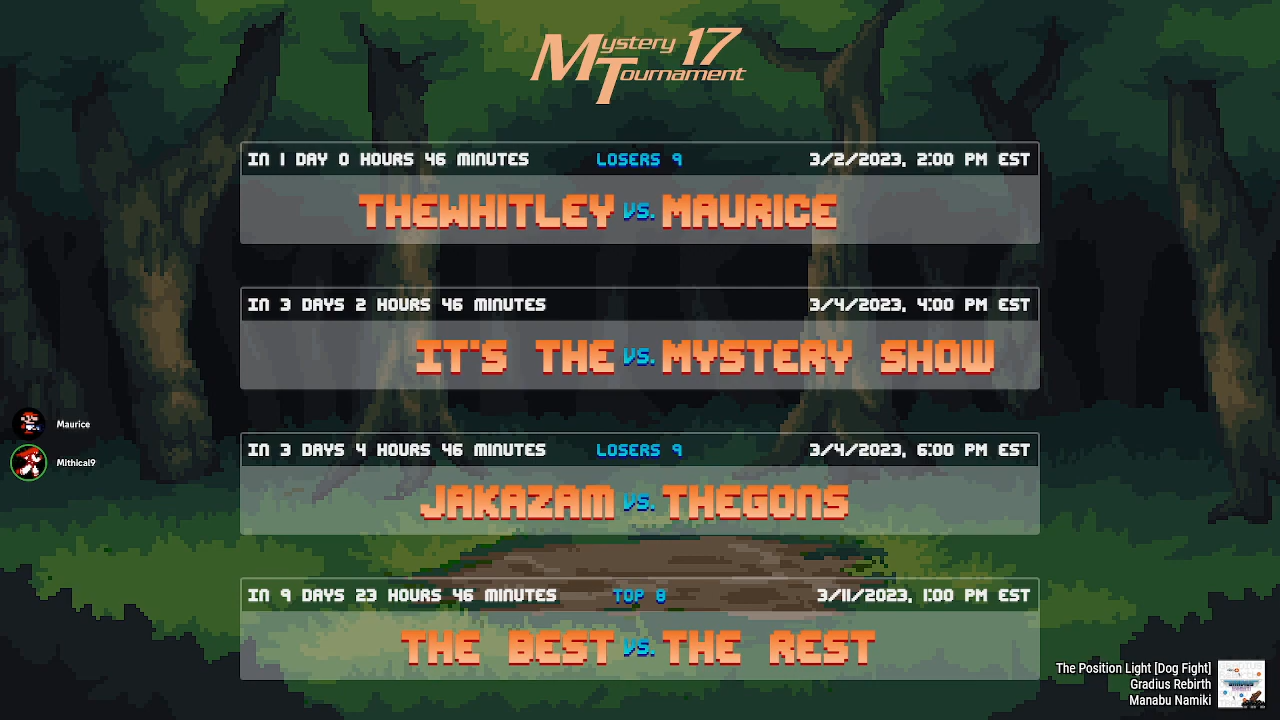 Mystery 17
Tournament
IN 1 DAY 0 HOURS 46 MINUTES LOSERS 9 3/2/2023, 2:00 PM EST
THEWHITLEY VS. MAURICE
IN 3 DAYS 2 HOURS 46 MINUTES 3/4/2023, 4:00 PM EST
IT'S THE VS. MYSTERY SHOW
IN 3 DAYS 4 HOURS 46 MINUTES LOSERS 9 3/4/2023, 6:00 PM EST
JAKAZAM VS. THEGONS
IN 9 DAYS 23 HOURS 46 MINUTES TOP 8 3/11/2023, 1:00 PM EST
THE BEST VS. THE REST
Maurice
Mithical9
The Position Light [Dog Fight]
Gradius Rebirth
Manabu Namiki